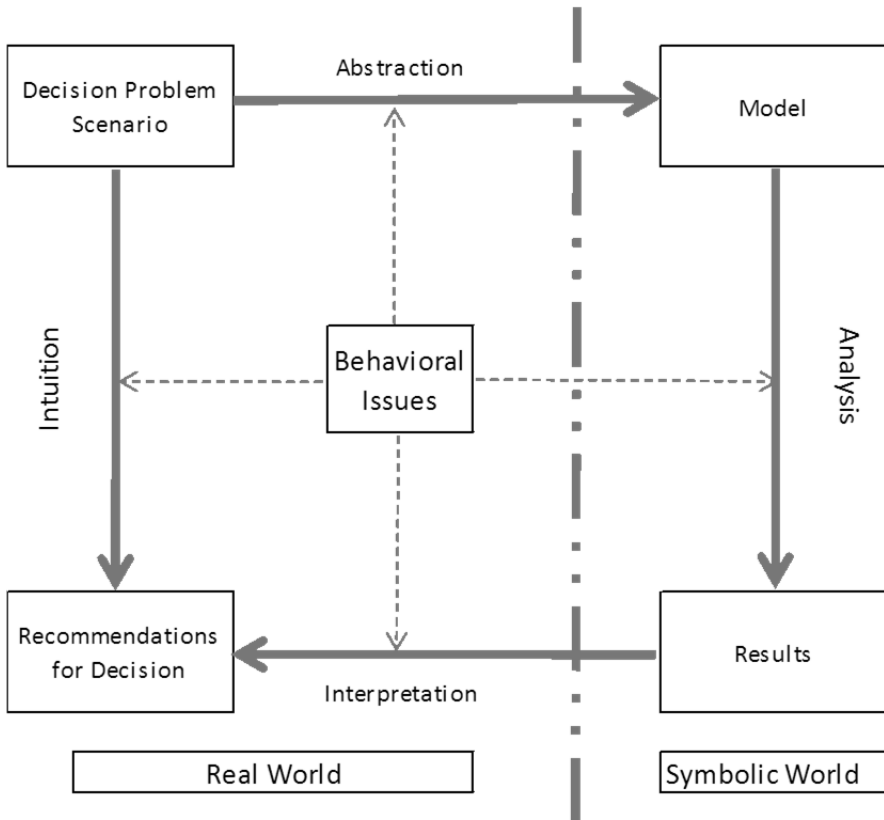 Abstraction
Decision Problem
Scenario
Model
Intuition
Behavioral
Issues
Analysis
Recommendations
for Decision
Results
Interpretation
Real World
Symbolic World